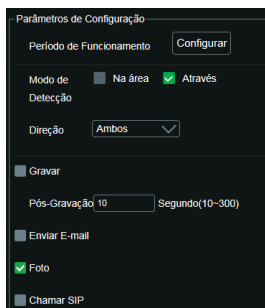 Parâmetros de Configuração
Período de Funcionamento Configurar
Modo de Detecção Na área Através
Direção Ambos
Gravar
Pós-Gravação 10 Segundo(10~300)
Enviar E-mail
Foto
Chamar SIP